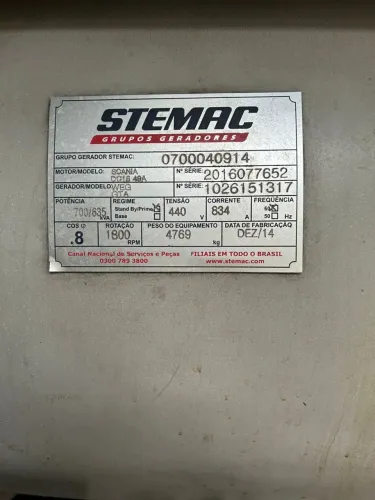 STEMAC
GRUPOS GERADORES
GRUPO GERADOR STEMAC: 0700040914
MOTOR/MODELO: SCANIA Nº SÉRIE: 2016077652
GERADOR/MODELO: WEG Nº SÉRIE: 1026151317
GTA
POTÊNCIA REGIME TENSÃO CORRENTE FREQUÊNCIA
700/635 kVA Stand By/Prime Base 440 V 834 A 60 50 Hz
COS Ø ROTAÇÃO PESO DO EQUIPAMENTO DATA DE FABRICAÇÃO
.8 1800 RPM 4769 kg DEZ/14
Canal Nacional de Serviços e Peças FILIAIS EM TODO O BRASIL
0300 789 3800 www.stemac.com